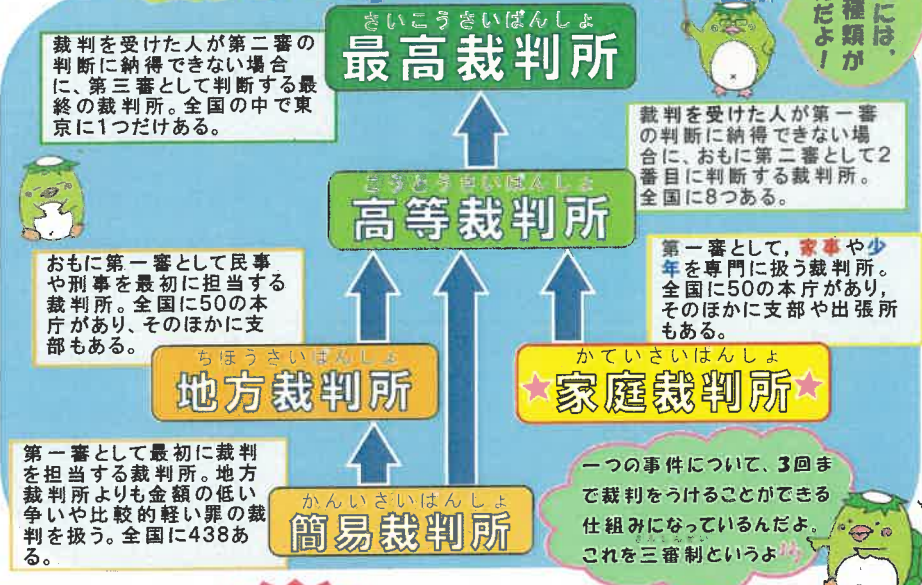 には、
種類が
だよ!
さいこうさいばんしょ
最高裁判所
裁判を受けた人が第二審の
判断に納得できない場合
に、第三審として判断する最
終の裁判所。全国の中で東
京に1つだけある。
裁判を受けた人が第一審
の判断に納得できない場
合に、おもに第二審として2
番目に判断する裁判所。
全国に8つある。
こうとうさいばんしょ
高等裁判所
おもに第一審として民事
や刑事を最初に担当する
裁判所。全国に50の本
庁があり、そのほかに支
部もある。
第一審として,家事や少
年を専門に扱う裁判所。
全国に50の本庁があり,
そのほかに支部や出張所
もある。
ちほうさいばんしょ
地方裁判所
かていさいばんしょ
★家庭裁判所★
第一審として最初に裁判
を担当する裁判所。地方
裁判所よりも金額の低い
争いや比較的軽い罪の裁
判を扱う。全国に438あ
る。
かんいさいばんしょ
簡易裁判所
一つの事件について、3回ま
で裁判をうけることができる
仕組みになっているんだよ。
さんしんせい
これを三審制というよ